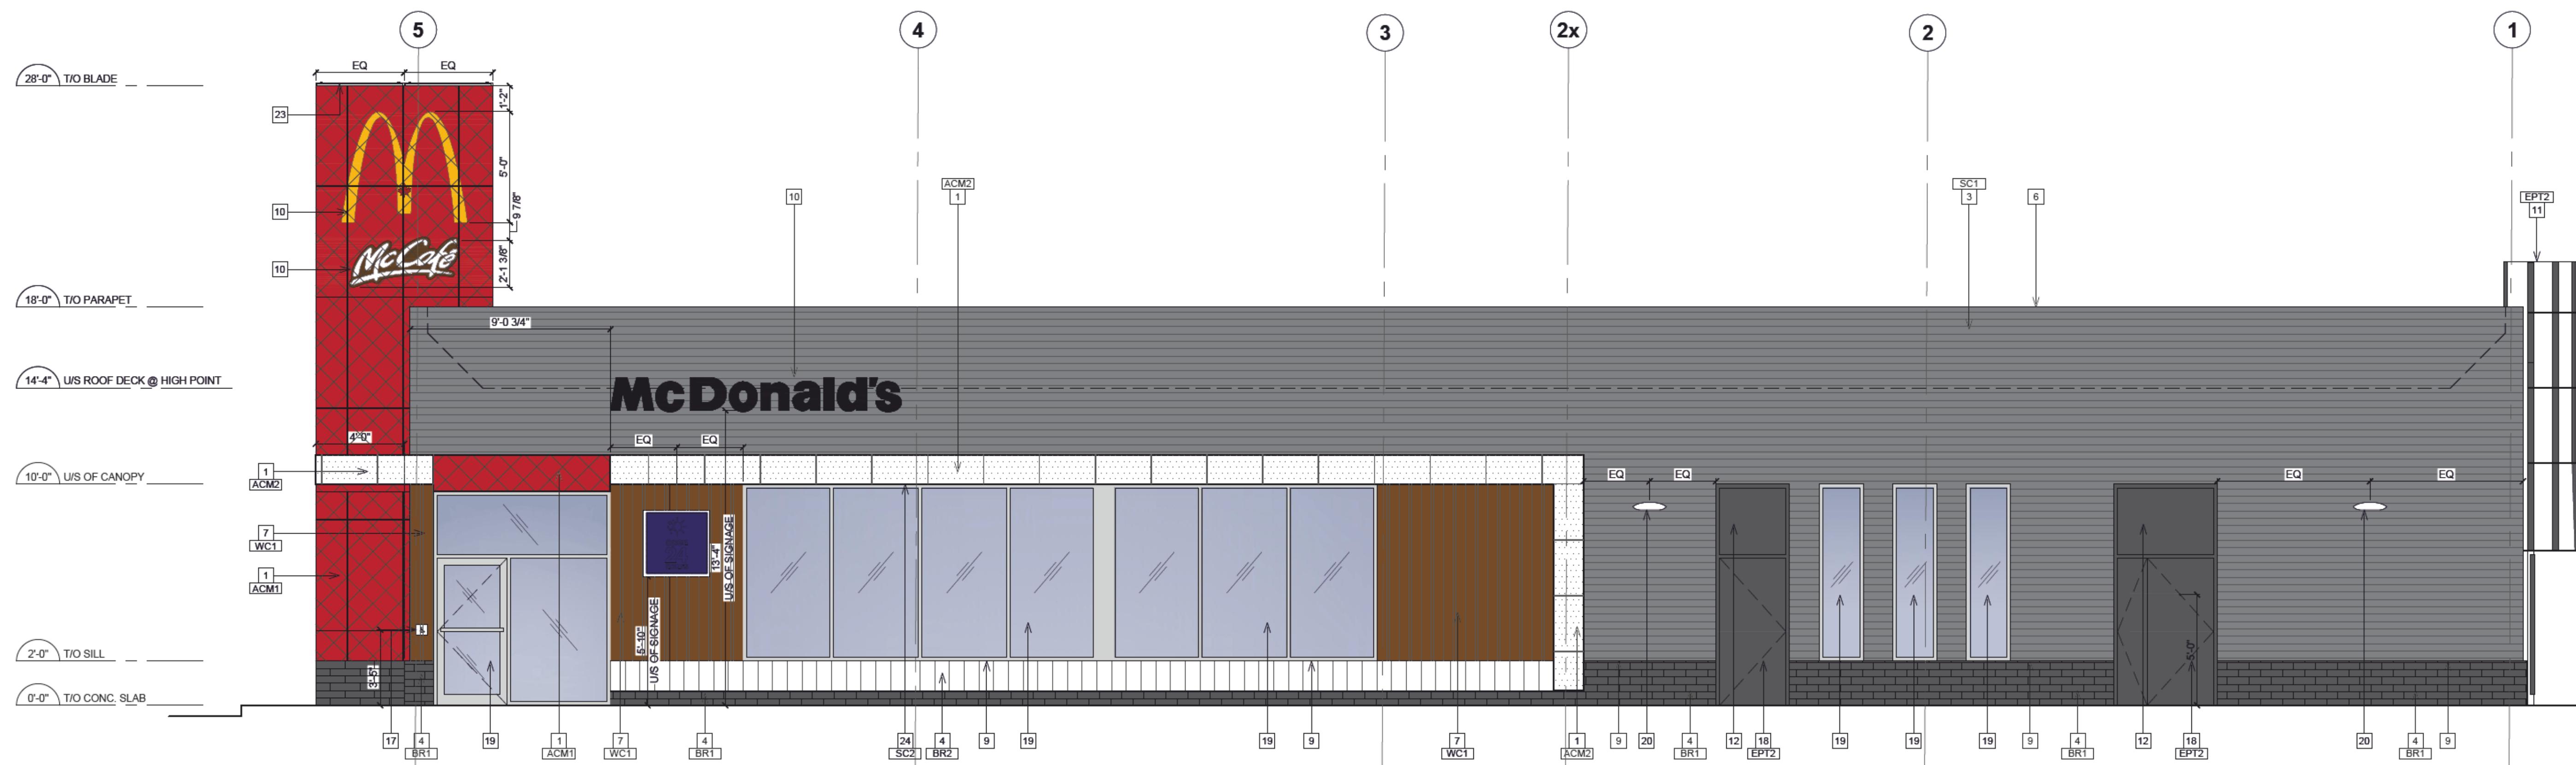 5
4
3
2x
2
1
28'-0" T/O BLADE
EQ
EQ
1'-2"
23
5'-0"
10
9 7/8"
McCafé
10
2'-1 3/8"
10
ACM2
1
SC1
3
6
EPT2
11
18'-0" T/O PARAPET
9'-0 3/4"
14'-4" U/S ROOF DECK @ HIGH POINT
McDonald's
4'-0"
EQ
EQ
10'-0" U/S OF CANOPY
1
ACM2
EQ
EQ
EQ
EQ
7
WC1
13'-4"
U/S OF SIGNAGE
1
ACM1
5'-10"
U/S OF SIGNAGE
2'-0" T/O SILL
5'-0"
3'-5"
0'-0" T/O CONC. SLAB
17
4
BR1
19
1
ACM1
7
WC1
4
BR1
24
SC2
4
BR2
9
19
19
9
7
WC1
1
ACM2
9
20
4
BR1
12
18
EPT2
19
19
19
9
4
BR1
12
18
EPT2
20
4
BR1
9